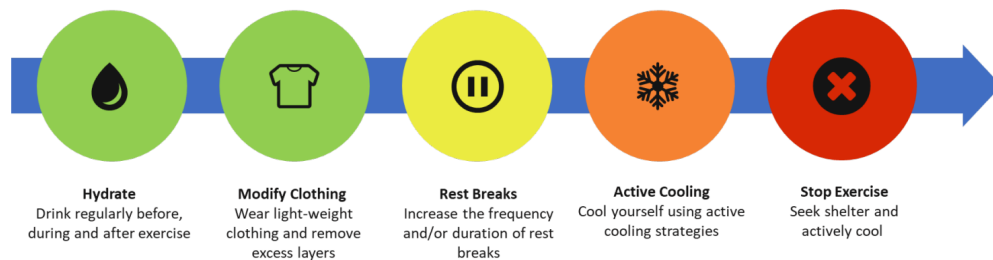 Hydrate
Drink regularly before,
during and after exercise
Modify Clothing
Wear light-weight
clothing and remove
excess layers
Rest Breaks
Increase the frequency
and/or duration of rest
breaks
Active Cooling
Cool yourself using active
cooling strategies
Stop Exercise
Seek shelter and
actively cool